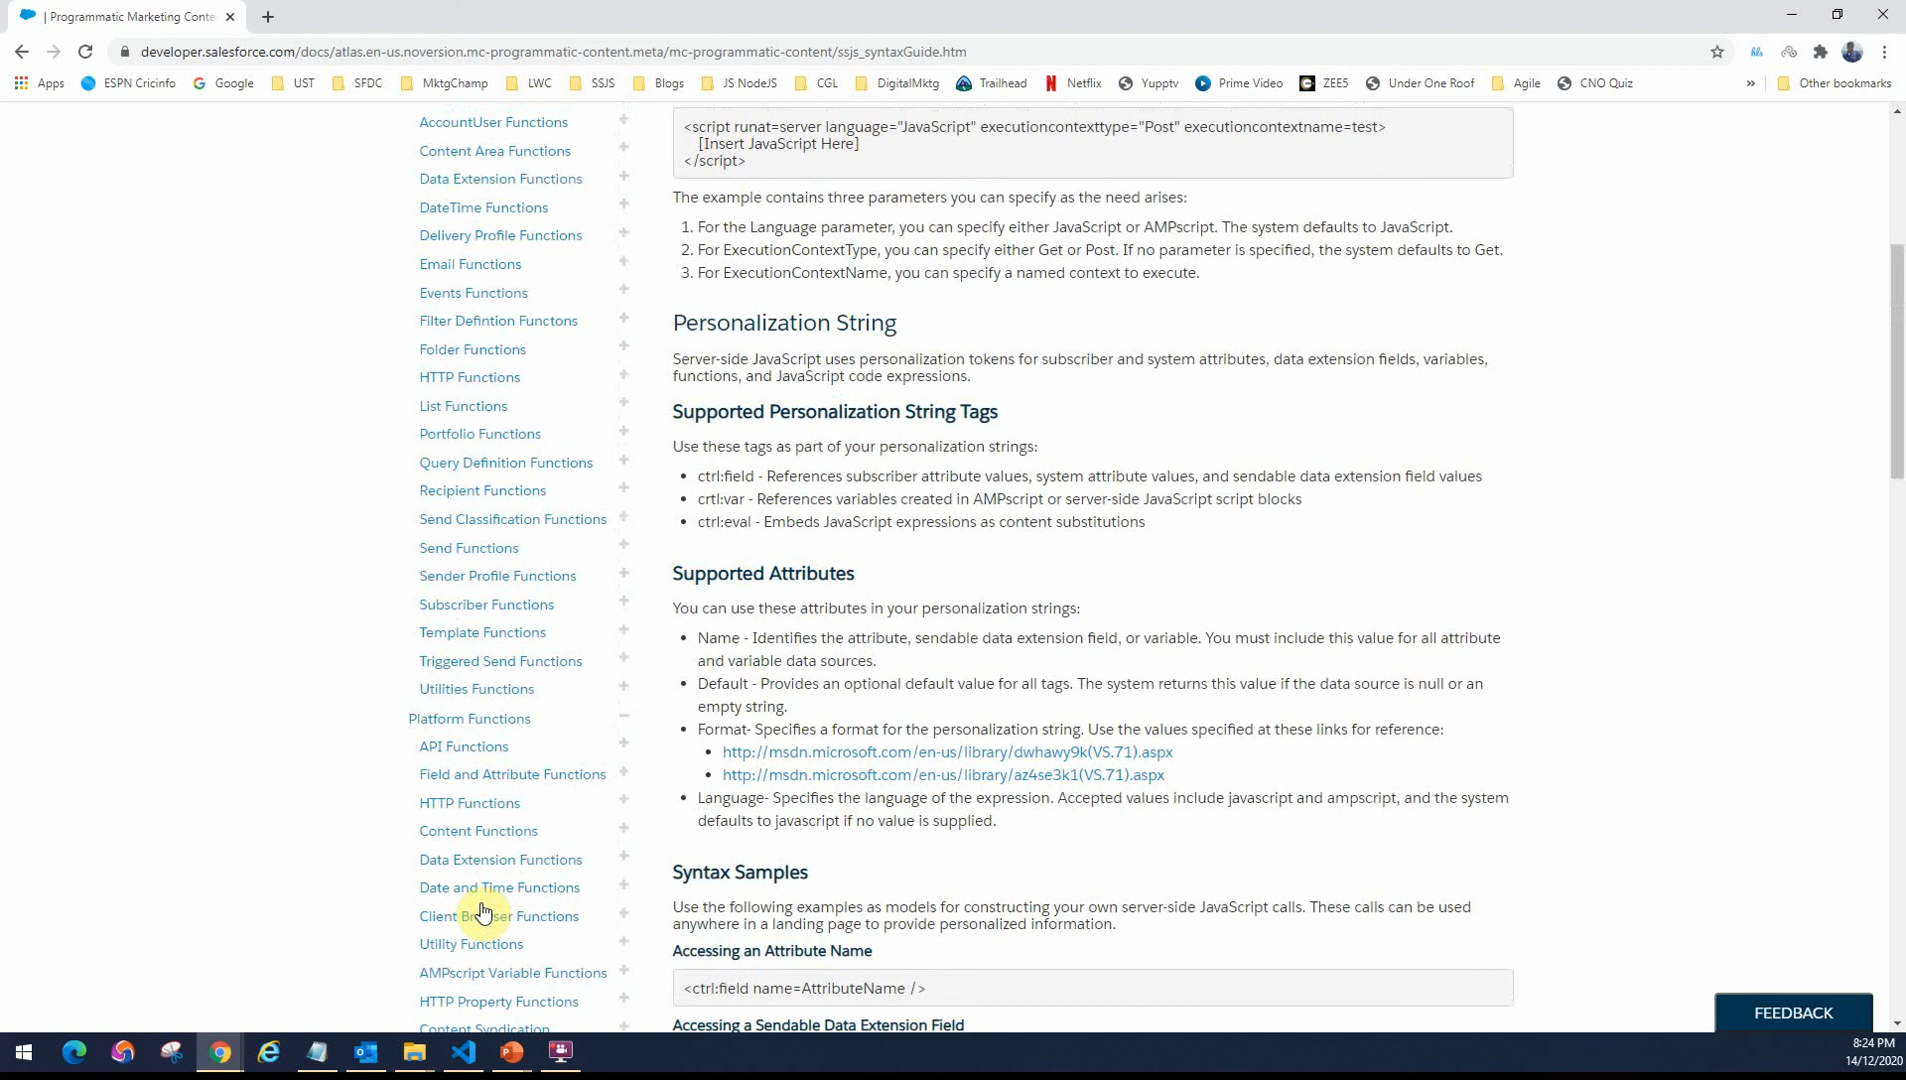 | Programmatic Marketing Conte
developer.salesforce.com/docs/atlas.en-us.noversion.mc-programmatic-content.meta/mc-programmatic-content/ssjs_syntaxGuide.htm
Apps ESPN Cricinfo Google UST SFDC MktgChamp LWC SSJS Blogs JS NodeJS CGL DigitalMktg Trailhead Netflix Yupptv Prime Video ZEE5 Under One Roof Agile CNO Quiz » Other bookmarks
AccountUser Functions
Content Area Functions
Data Extension Functions
DateTime Functions
Delivery Profile Functions
Email Functions
Events Functions
Filter Defintion Functons
Folder Functions
HTTP Functions
List Functions
Portfolio Functions
Query Definition Functions
Recipient Functions
Send Classification Functions
Send Functions
Sender Profile Functions
Subscriber Functions
Template Functions
Triggered Send Functions
Utilities Functions
Platform Functions
API Functions
Field and Attribute Functions
HTTP Functions
Content Functions
Data Extension Functions
Date and Time Functions
Client Browser Functions
Utility Functions
AMPscript Variable Functions
HTTP Property Functions
Content Syndication
<script runat=server language="JavaScript" executioncontexttype="Post" executioncontextname=test>
[Insert JavaScript Here]
</script>
The example contains three parameters you can specify as the need arises:
1. For the Language parameter, you can specify either JavaScript or AMPscript. The system defaults to JavaScript.
2. For ExecutionContextType, you can specify either Get or Post. If no parameter is specified, the system defaults to Get.
3. For ExecutionContextName, you can specify a named context to execute.
Personalization String
Server-side JavaScript uses personalization tokens for subscriber and system attributes, data extension fields, variables,
functions, and JavaScript code expressions.
Supported Personalization String Tags
Use these tags as part of your personalization strings:
• ctrl:field - References subscriber attribute values, system attribute values, and sendable data extension field values
• crtl:var - References variables created in AMPscript or server-side JavaScript script blocks
• ctrl:eval - Embeds JavaScript expressions as content substitutions
Supported Attributes
You can use these attributes in your personalization strings:
• Name - Identifies the attribute, sendable data extension field, or variable. You must include this value for all attribute
and variable data sources.
• Default - Provides an optional default value for all tags. The system returns this value if the data source is null or an
empty string.
• Format- Specifies a format for the personalization string. Use the values specified at these links for reference:
• http://msdn.microsoft.com/en-us/library/dwhawy9k(VS.71).aspx
• http://msdn.microsoft.com/en-us/library/az4se3k1(VS.71).aspx
• Language- Specifies the language of the expression. Accepted values include javascript and ampscript, and the system
defaults to javascript if no value is supplied.
Syntax Samples
Use the following examples as models for constructing your own server-side JavaScript calls. These calls can be used
anywhere in a landing page to provide personalized information.
Accessing an Attribute Name
<ctrl:field name=AttributeName />
Accessing a Sendable Data Extension Field
FEEDBACK
8:24 PM
14/12/2020